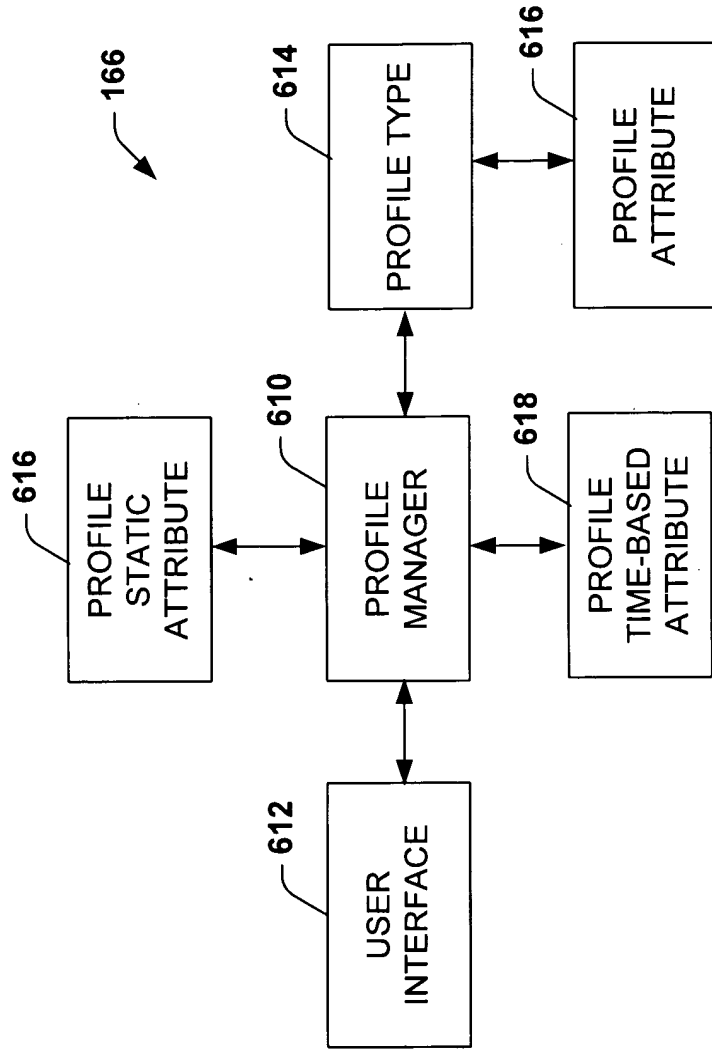 166
616
PROFILE
STATIC
ATTRIBUTE
612
USER
INTERFACE
610
PROFILE
MANAGER
614
PROFILE TYPE
618
PROFILE
TIME-BASED
ATTRIBUTE
616
PROFILE
ATTRIBUTE